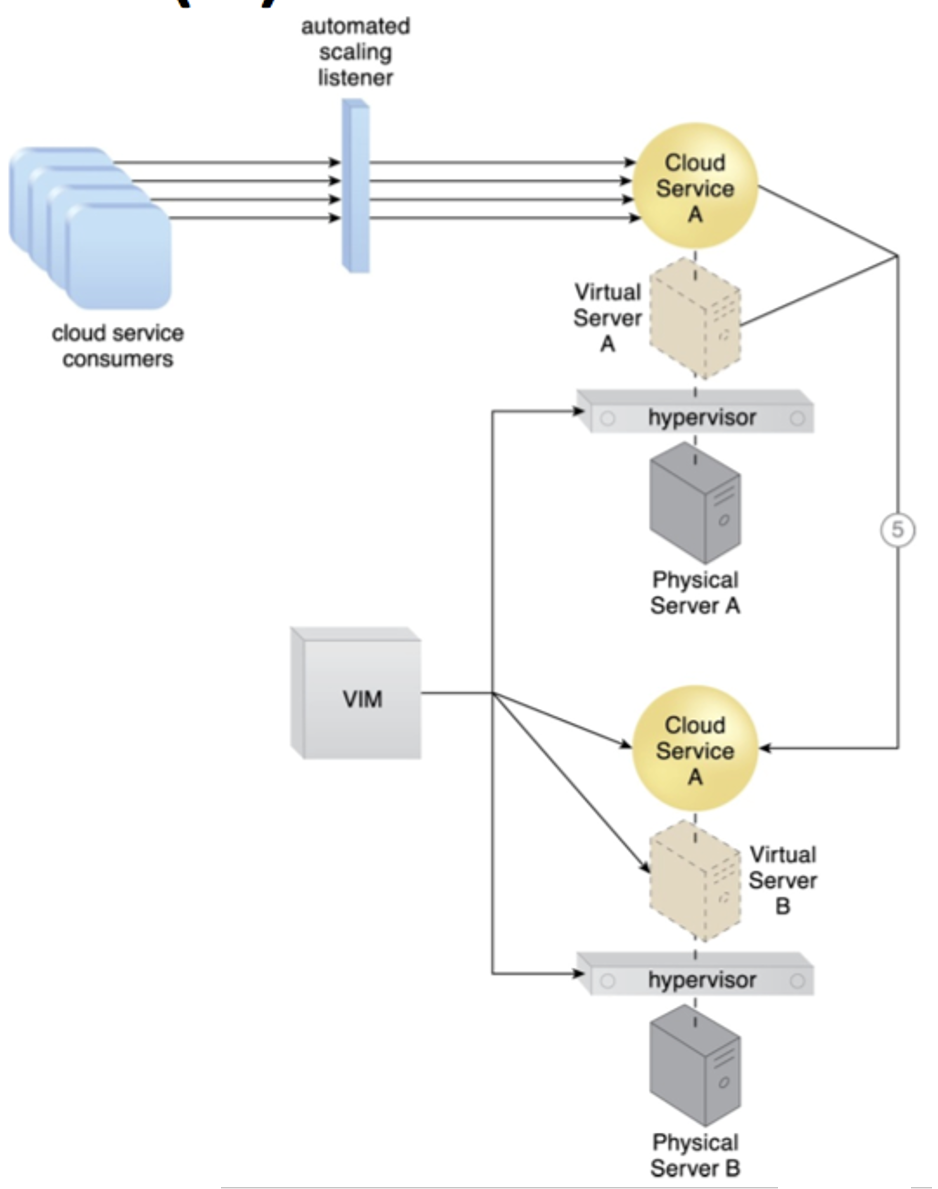 automated
scaling
listener
Cloud
Service
A
Virtual
Server
A
cloud service
consumers
hypervisor
5
Physical
Server A
VIM
Cloud
Service
A
Virtual
Server
B
hypervisor
Physical
Server B